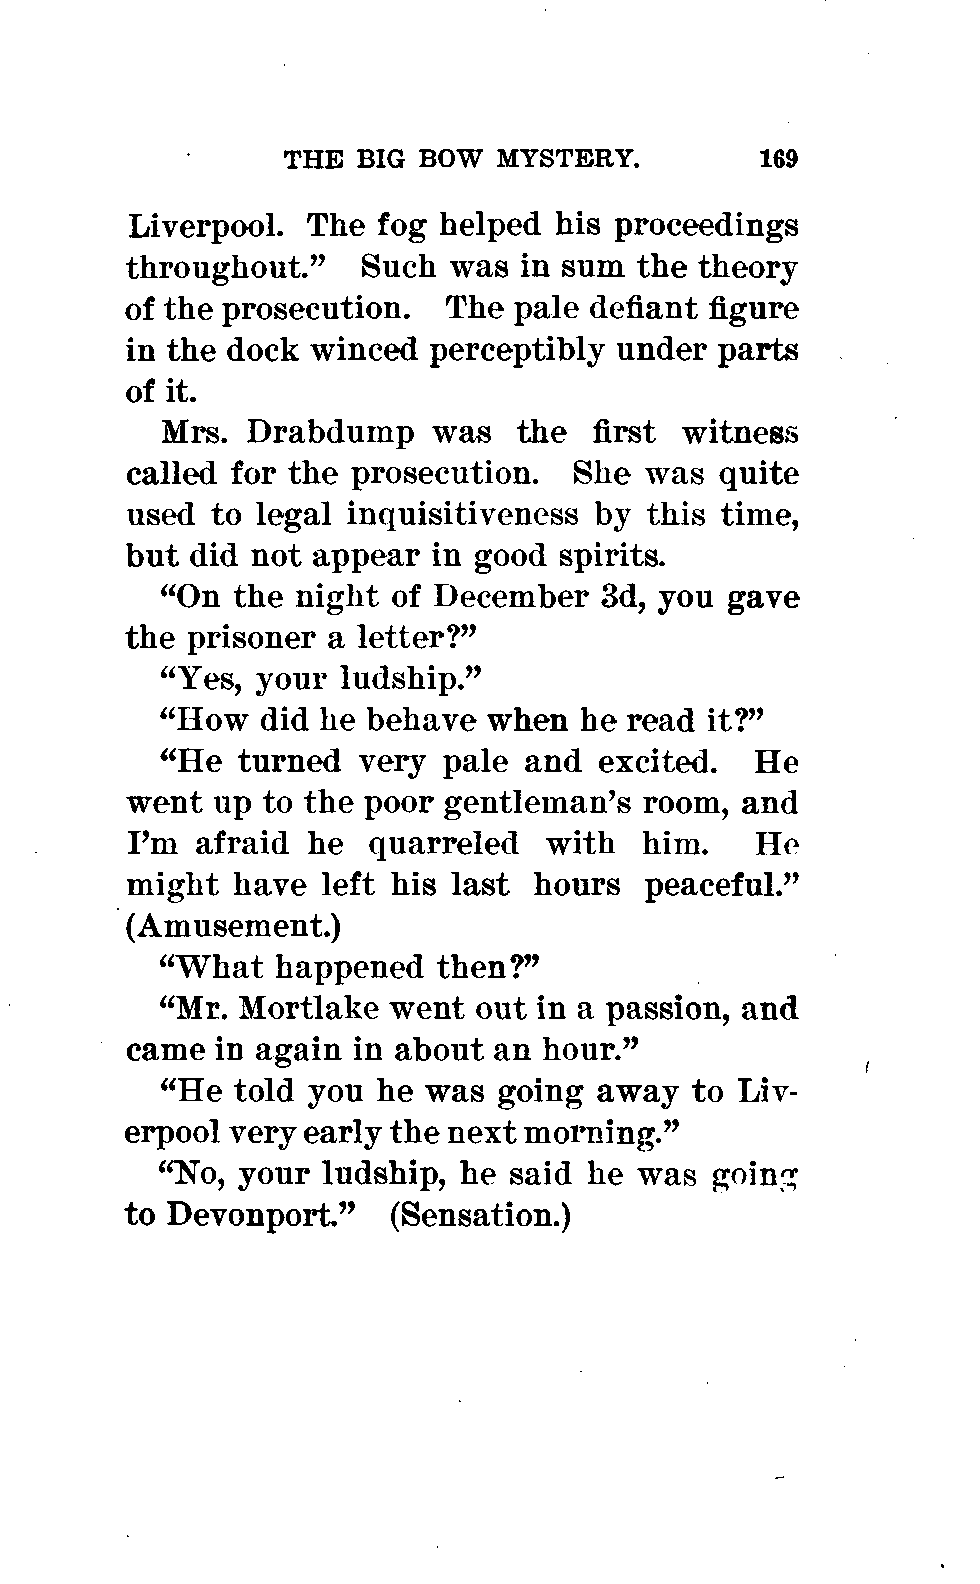 THE BIG BOW MYSTERY. 169
Liverpool. The fog helped his proceedings
throughout.” Such was in sum the theory
of the prosecution. The pale defiant figure
in the dock winced perceptibly under parts
of it.
Mrs. Drabdump was the first witness
called for the prosecution. She was quite
used to legal inquisitiveness by this time,
but did not appear in good spirits.
“On the night of December 3d, you gave
the prisoner a letter?”
“Yes, your ludship.”
“How did he behave when he read it?”
“He turned very pale and excited. He
went up to the poor gentleman’s room, and
I’m afraid he quarreled with him. He
might have left his last hours peaceful.”
(Amusement.)
“What happened then?”
“Mr. Mortlake went out in a passion, and
came in again in about an hour.”
“He told you he was going away to Liv-
erpool very early the next morning.”
“No, your ludship, he said he was going
to Devonport.” (Sensation.)